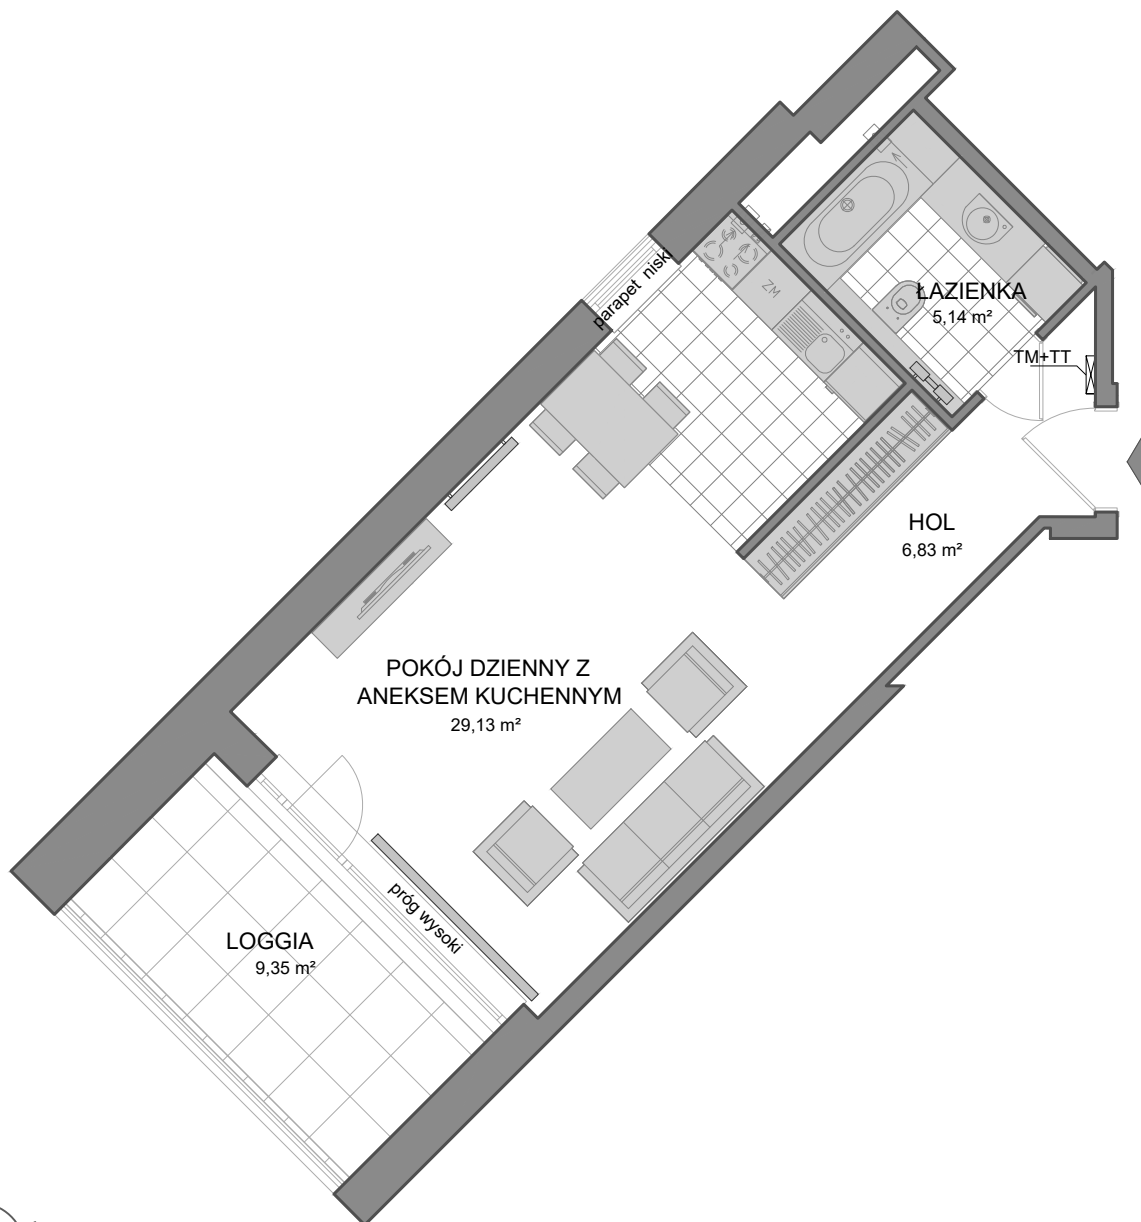 parapet niski
ZM
ŁAZIENKA
5,14 m²
TM+TT
HOL
6,83 m²
POKÓJ DZIENNY Z
ANEKSEM KUCHENNYM
29,13 m²
próg wysoki
LOGGIA
9,35 m²